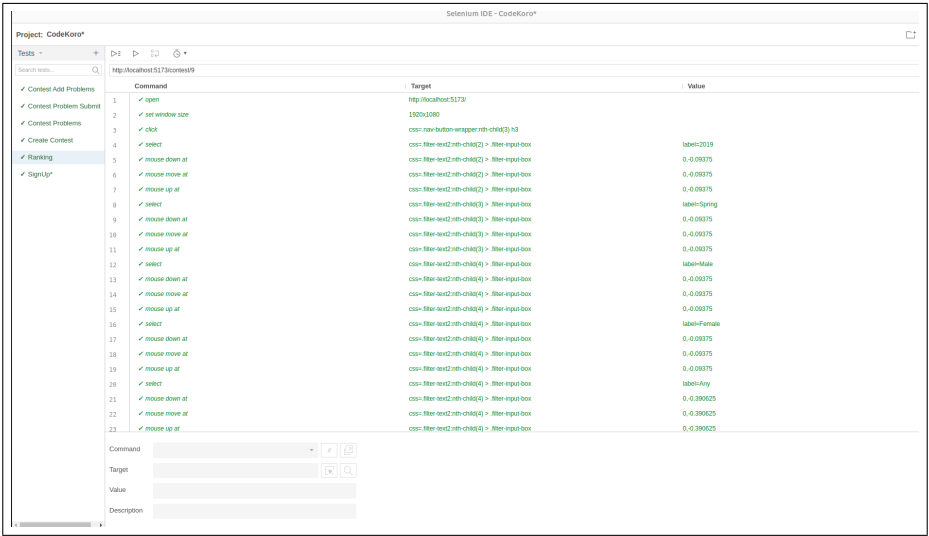 Selenium IDE - CodeKoro*
Project: CodeKoro*
Tests
Search tests...
http://localhost:5173/contest/9
Command Target Value
✓ Contest Add Problems
✓ Contest Problem Submit
✓ Contest Problems
✓ Create Contest
✓ Ranking
✓ SignUp*
1 ✓ open http://localhost:5173/
2 ✓ set window size 1920x1080
3 ✓ click css=.nav-button-wrapper:nth-child(3) h3
4 ✓ select css=.filter-text2:nth-child(2) > .filter-input-box label=2019
5 ✓ mouse down at css=.filter-text2:nth-child(2) > .filter-input-box 0,-0.09375
6 ✓ mouse move at css=.filter-text2:nth-child(2) > .filter-input-box 0,-0.09375
7 ✓ mouse up at css=.filter-text2:nth-child(2) > .filter-input-box 0,-0.09375
8 ✓ select css=.filter-text2:nth-child(3) > .filter-input-box label=Spring
9 ✓ mouse down at css=.filter-text2:nth-child(3) > .filter-input-box 0,-0.09375
10 ✓ mouse move at css=.filter-text2:nth-child(3) > .filter-input-box 0,-0.09375
11 ✓ mouse up at css=.filter-text2:nth-child(3) > .filter-input-box 0,-0.09375
12 ✓ select css=.filter-text2:nth-child(4) > .filter-input-box label=Male
13 ✓ mouse down at css=.filter-text2:nth-child(4) > .filter-input-box 0,-0.09375
14 ✓ mouse move at css=.filter-text2:nth-child(4) > .filter-input-box 0,-0.09375
15 ✓ mouse up at css=.filter-text2:nth-child(4) > .filter-input-box 0,-0.09375
16 ✓ select css=.filter-text2:nth-child(4) > .filter-input-box label=Female
17 ✓ mouse down at css=.filter-text2:nth-child(4) > .filter-input-box 0,-0.09375
18 ✓ mouse move at css=.filter-text2:nth-child(4) > .filter-input-box 0,-0.09375
19 ✓ mouse up at css=.filter-text2:nth-child(4) > .filter-input-box 0,-0.09375
20 ✓ select css=.filter-text2:nth-child(4) > .filter-input-box label=Any
21 ✓ mouse down at css=.filter-text2:nth-child(4) > .filter-input-box 0,-0.390625
22 ✓ mouse move at css=.filter-text2:nth-child(4) > .filter-input-box 0,-0.390625
23 ✓ mouse up at css=.filter-text2:nth-child(4) > .filter-input-box 0,-0.390625
Command //
Target
Value
Description